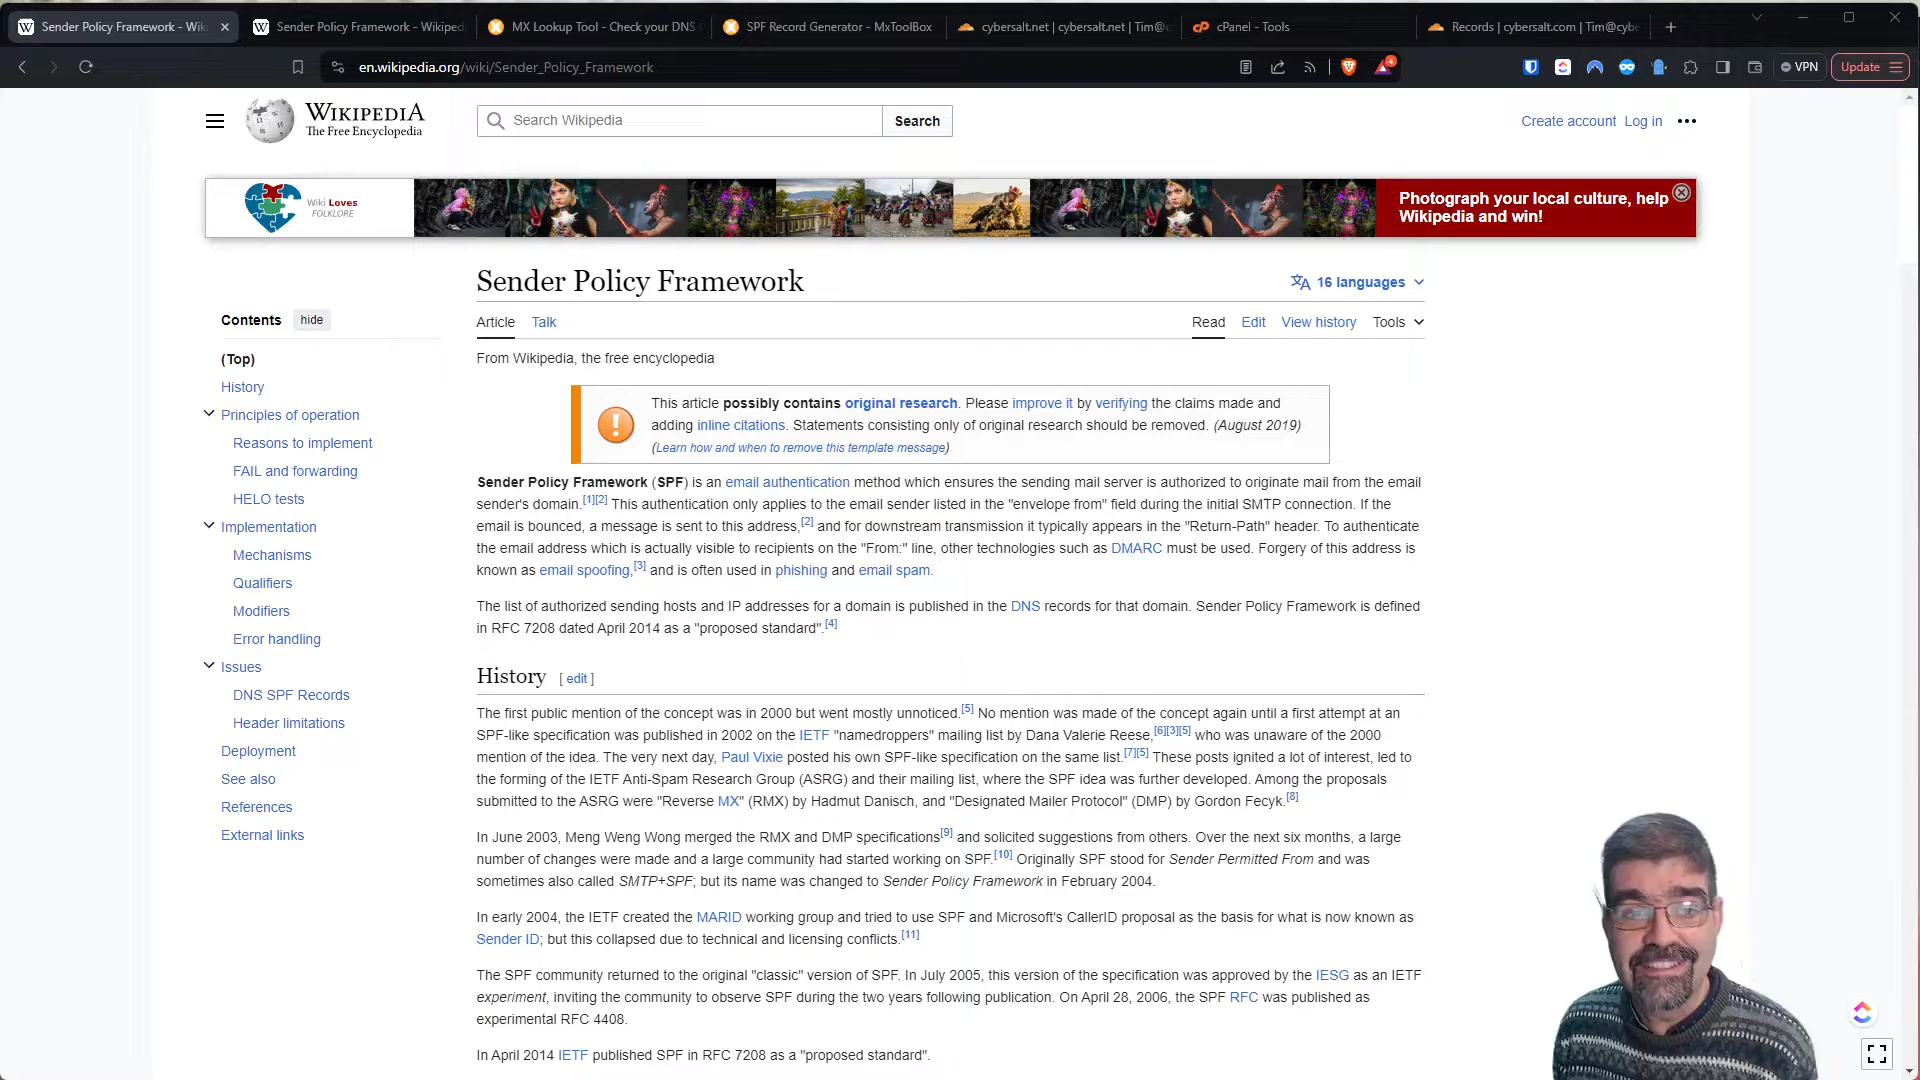 Sender Policy Framework - Wik
Sender Policy Framework - Wikiped
MX Lookup Tool - Check your DNS
SPF Record Generator - MxToolBox
cybersalt.net | cybersalt.net | Tim@c
cPanel - Tools
Records | cybersalt.com | Tim@cybe
en.wikipedia.org/wiki/Sender_Policy_Framework
4
VPN
Update
WIKIPEDIA
The Free Encyclopedia
Search Wikipedia
Search
Create account
Log in
Wiki Loves
FOLKLORE
Photograph your local culture, help
Wikipedia and win!
Sender Policy Framework
16 languages
Contents
hide
(Top)
History
Principles of operation
Reasons to implement
FAIL and forwarding
HELO tests
Implementation
Mechanisms
Qualifiers
Modifiers
Error handling
Issues
DNS SPF Records
Header limitations
Deployment
See also
References
External links
Article
Talk
Read
Edit
View history
Tools
From Wikipedia, the free encyclopedia
This article possibly contains original research. Please improve it by verifying the claims made and
adding inline citations. Statements consisting only of original research should be removed. (August 2019)
(Learn how and when to remove this template message)
Sender Policy Framework (SPF) is an email authentication method which ensures the sending mail server is authorized to originate mail from the email
sender's domain.[1][2] This authentication only applies to the email sender listed in the "envelope from" field during the initial SMTP connection. If the
email is bounced, a message is sent to this address,[2] and for downstream transmission it typically appears in the "Return-Path" header. To authenticate
the email address which is actually visible to recipients on the "From:" line, other technologies such as DMARC must be used. Forgery of this address is
known as email spoofing,[3] and is often used in phishing and email spam.
The list of authorized sending hosts and IP addresses for a domain is published in the DNS records for that domain. Sender Policy Framework is defined
in RFC 7208 dated April 2014 as a "proposed standard".[4]
History [ edit ]
The first public mention of the concept was in 2000 but went mostly unnoticed.[5] No mention was made of the concept again until a first attempt at an
SPF-like specification was published in 2002 on the IETF "namedroppers" mailing list by Dana Valerie Reese,[6][3][5] who was unaware of the 2000
mention of the idea. The very next day, Paul Vixie posted his own SPF-like specification on the same list.[7][5] These posts ignited a lot of interest, led to
the forming of the IETF Anti-Spam Research Group (ASRG) and their mailing list, where the SPF idea was further developed. Among the proposals
submitted to the ASRG were "Reverse MX" (RMX) by Hadmut Danisch, and "Designated Mailer Protocol" (DMP) by Gordon Fecyk.[8]
In June 2003, Meng Weng Wong merged the RMX and DMP specifications[9] and solicited suggestions from others. Over the next six months, a large
number of changes were made and a large community had started working on SPF.[10] Originally SPF stood for Sender Permitted From and was
sometimes also called SMTP+SPF; but its name was changed to Sender Policy Framework in February 2004.
In early 2004, the IETF created the MARID working group and tried to use SPF and Microsoft's CallerID proposal as the basis for what is now known as
Sender ID; but this collapsed due to technical and licensing conflicts.[11]
The SPF community returned to the original "classic" version of SPF. In July 2005, this version of the specification was approved by the IESG as an IETF
experiment, inviting the community to observe SPF during the two years following publication. On April 28, 2006, the SPF RFC was published as
experimental RFC 4408.
In April 2014 IETF published SPF in RFC 7208 as a "proposed standard".